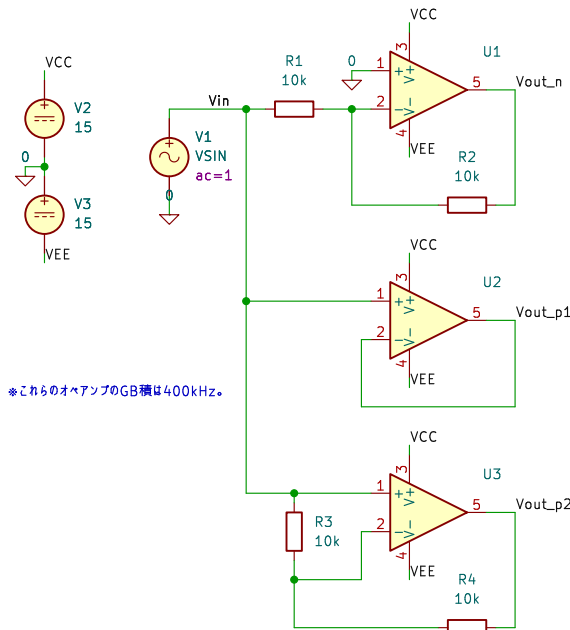 VCC
V2
15
0
V3
15
VEE
Vin
V1
VSIN
ac=1
0
R1
10k
0
VCC
U1
1
2
3
4
5
+
-
V+
V-
VEE
Vout_n
R2
10k
VCC
U2
1
2
3
4
5
+
-
V+
V-
VEE
Vout_p1
※これらのオペアンプのGB積は400kHz。
VCC
U3
1
2
3
4
5
+
-
V+
V-
VEE
Vout_p2
R3
10k
R4
10k